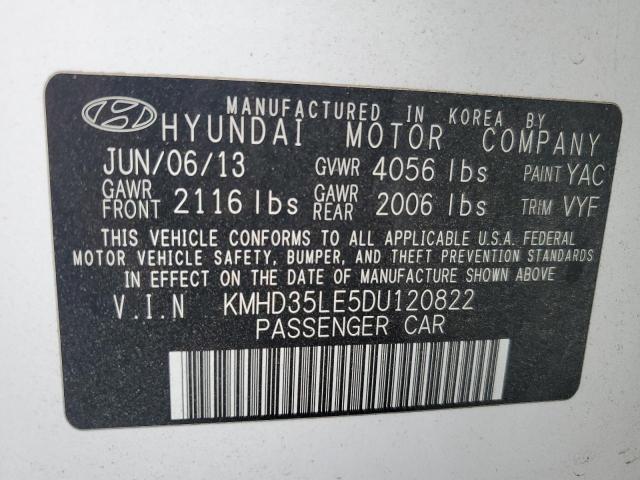 MANUFACTURED IN KOREA BY
HYUNDAI MOTOR COMPANY
JUN/06/13 GVWR 4056 lbs PAINT YAC
GAWR FRONT 2116 lbs GAWR REAR 2006 lbs TRIM VYF
THIS VEHICLE CONFORMS TO ALL APPLICABLE U.S.A. FEDERAL
MOTOR VEHICLE SAFETY, BUMPER, AND THEFT PREVENTION STANDARDS
IN EFFECT ON THE DATE OF MANUFACTURE SHOWN ABOVE
V.I.N KMHD35LE5DU120822
PASSENGER CAR